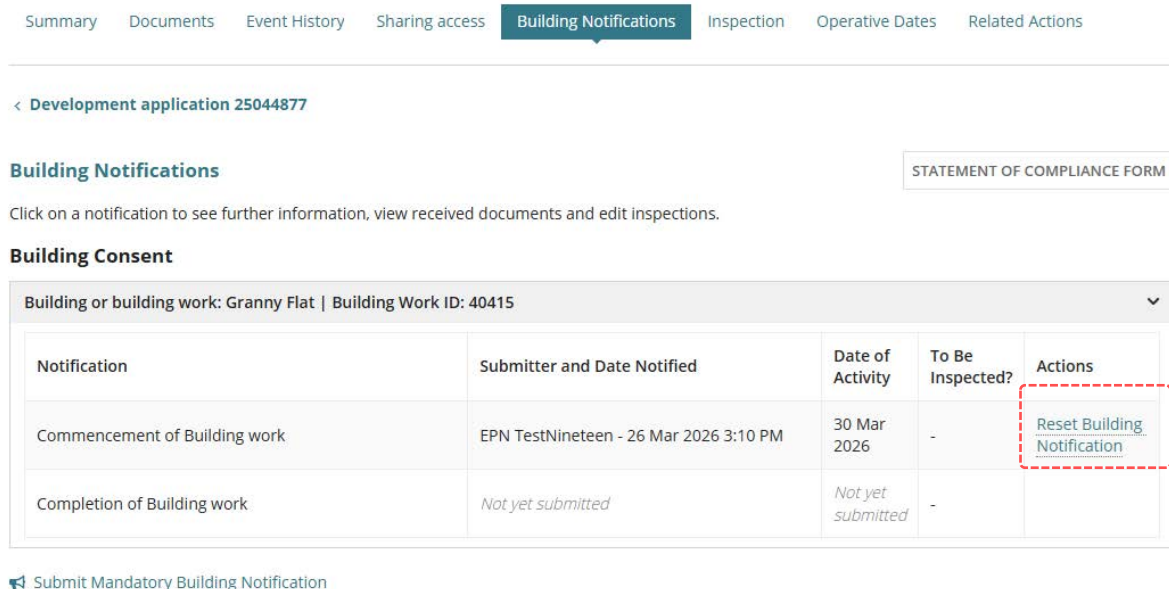 Summary Documents Event History Sharing access Building Notifications Inspection Operative Dates Related Actions
< Development application 25044877
Building Notifications
STATEMENT OF COMPLIANCE FORM
Click on a notification to see further information, view received documents and edit inspections.
Building Consent
Building or building work: Granny Flat | Building Work ID: 40415
Notification Submitter and Date Notified Date of Activity To Be Inspected? Actions
Commencement of Building work EPN TestNineteen - 26 Mar 2026 3:10 PM 30 Mar 2026 - Reset Building Notification
Completion of Building work Not yet submitted Not yet submitted -
Submit Mandatory Building Notification